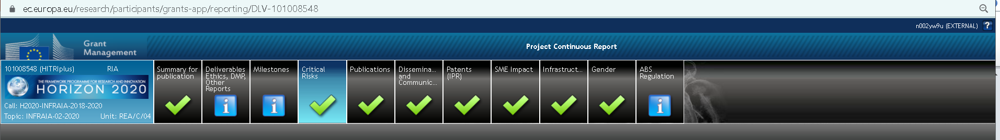 ec.europa.eu/research/participants/grants-app/reporting/DLV-101008548
n002yw9u (EXTERNAL) ?
Grant
Management
Project Continuous Report
101008548 (HITRIplus) RIA
THE FRAMEWORK PROGRAMME FOR RESEARCH AND INNOVATION
HORIZON 2020
Call: H2020-INFRAIA-2018-2020
Topic: INFRAIA-02-2020 Unit: REA/C/04
Summary for
publication
Deliverables
Ethics, DMP,
Other
Reports
i
Milestones
i
Critical
Risks
Publications
Dissemina...
and
Communic...
Patents
(IPR)
SME Impact
Infrastruct...
Gender
ABS
Regulation
i